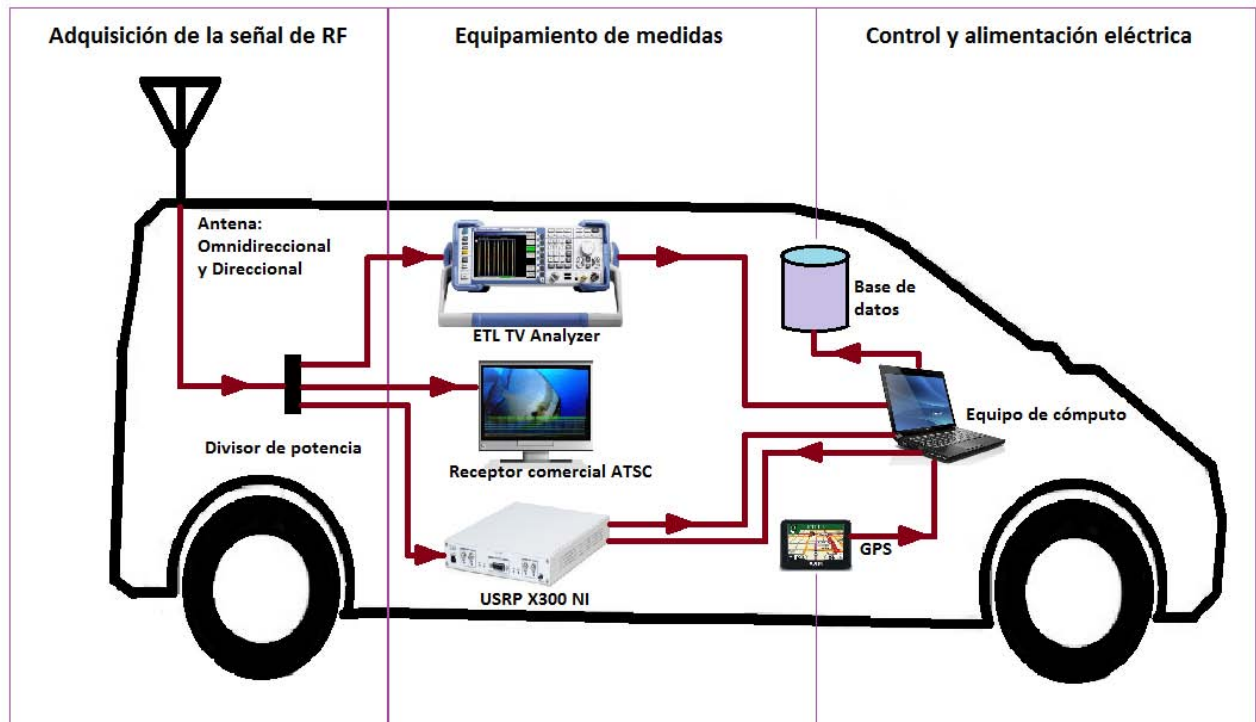 Adquisición de la señal de RF
Equipamiento de medidas
Control y alimentación eléctrica
Antena:
Omnidireccional
y Direccional
ETL TV Analyzer
Base de
datos
Divisor de potencia
Receptor comercial ATSC
Equipo de cómputo
GPS
USRP X300 NI